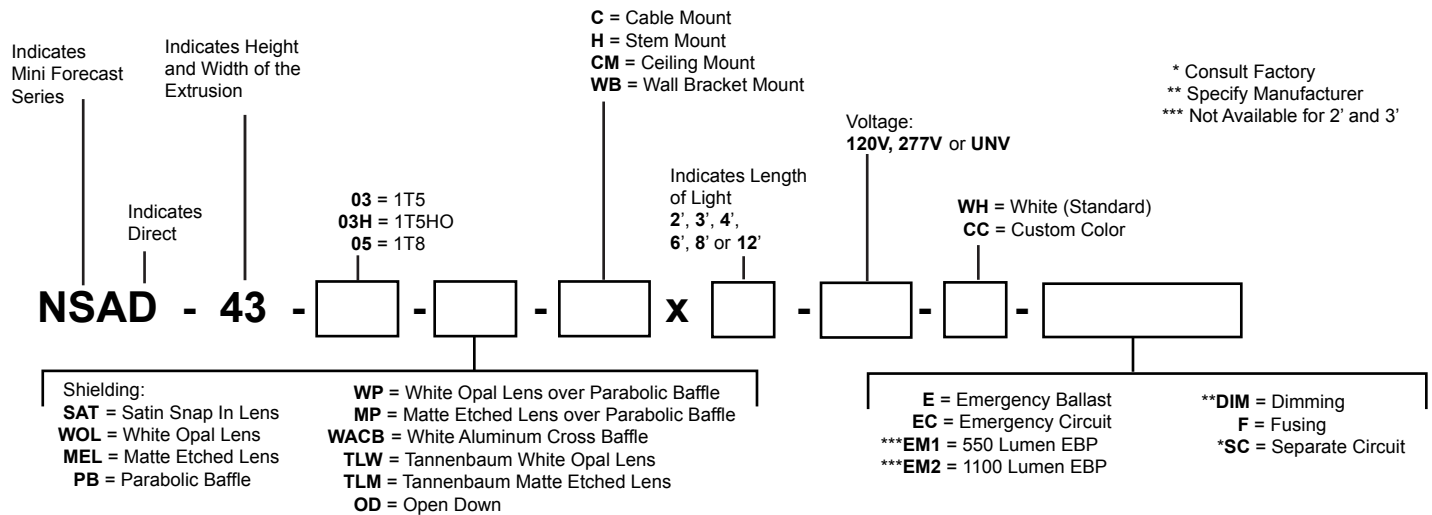 Indicates
Mini Forecast
Series
Indicates Height
and Width of the
Extrusion
C = Cable Mount
H = Stem Mount
CM = Ceiling Mount
WB = Wall Bracket Mount
* Consult Factory
** Specify Manufacturer
*** Not Available for 2’ and 3’
Indicates
Direct
03 = 1T5
03H = 1T5HO
05 = 1T8
Indicates Length
of Light
2’, 3’, 4’,
6’, 8’ or 12’
Voltage:
120V, 277V or UNV
WH = White (Standard)
CC = Custom Color
NSAD - 43 - - - x - - -
Shielding:
SAT = Satin Snap In Lens
WOL = White Opal Lens
MEL = Matte Etched Lens
PB = Parabolic Baffle
WP = White Opal Lens over Parabolic Baffle
MP = Matte Etched Lens over Parabolic Baffle
WACB = White Aluminum Cross Baffle
TLW = Tannenbaum White Opal Lens
TLM = Tannenbaum Matte Etched Lens
OD = Open Down
E = Emergency Ballast
EC = Emergency Circuit
***EM1 = 550 Lumen EBP
***EM2 = 1100 Lumen EBP
**DIM = Dimming
F = Fusing
*SC = Separate Circuit